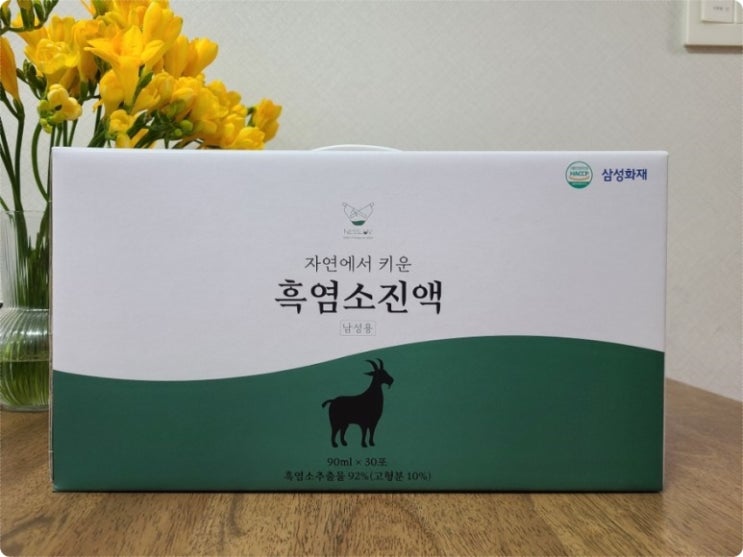 HACCP
삼성화재
자연에서 키운
흑염소진액
남성용
90ml × 30포
흑염소추출물 92%(고형분 10%)